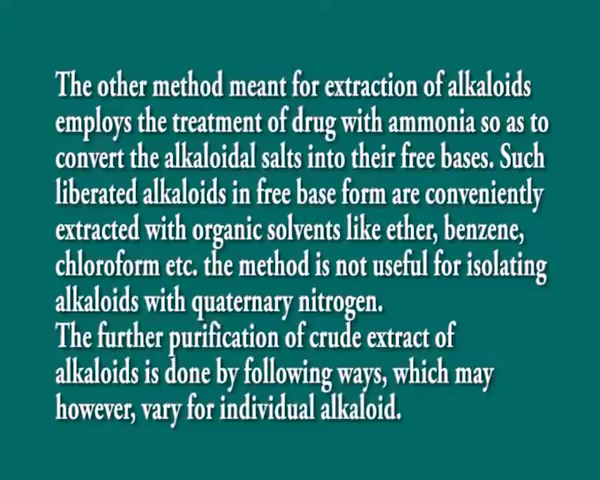 The other method meant for extraction of alkaloids
employs the treatment of drug with ammonia so as to
convert the alkaloidal salts into their free bases. Such
liberated alkaloids in free base form are conveniently
extracted with organic solvents like ether, benzene,
chloroform etc. the method is not useful for isolating
alkaloids with quaternary nitrogen.
The further purification of crude extract of
alkaloids is done by following ways, which may
however, vary for individual alkaloid.